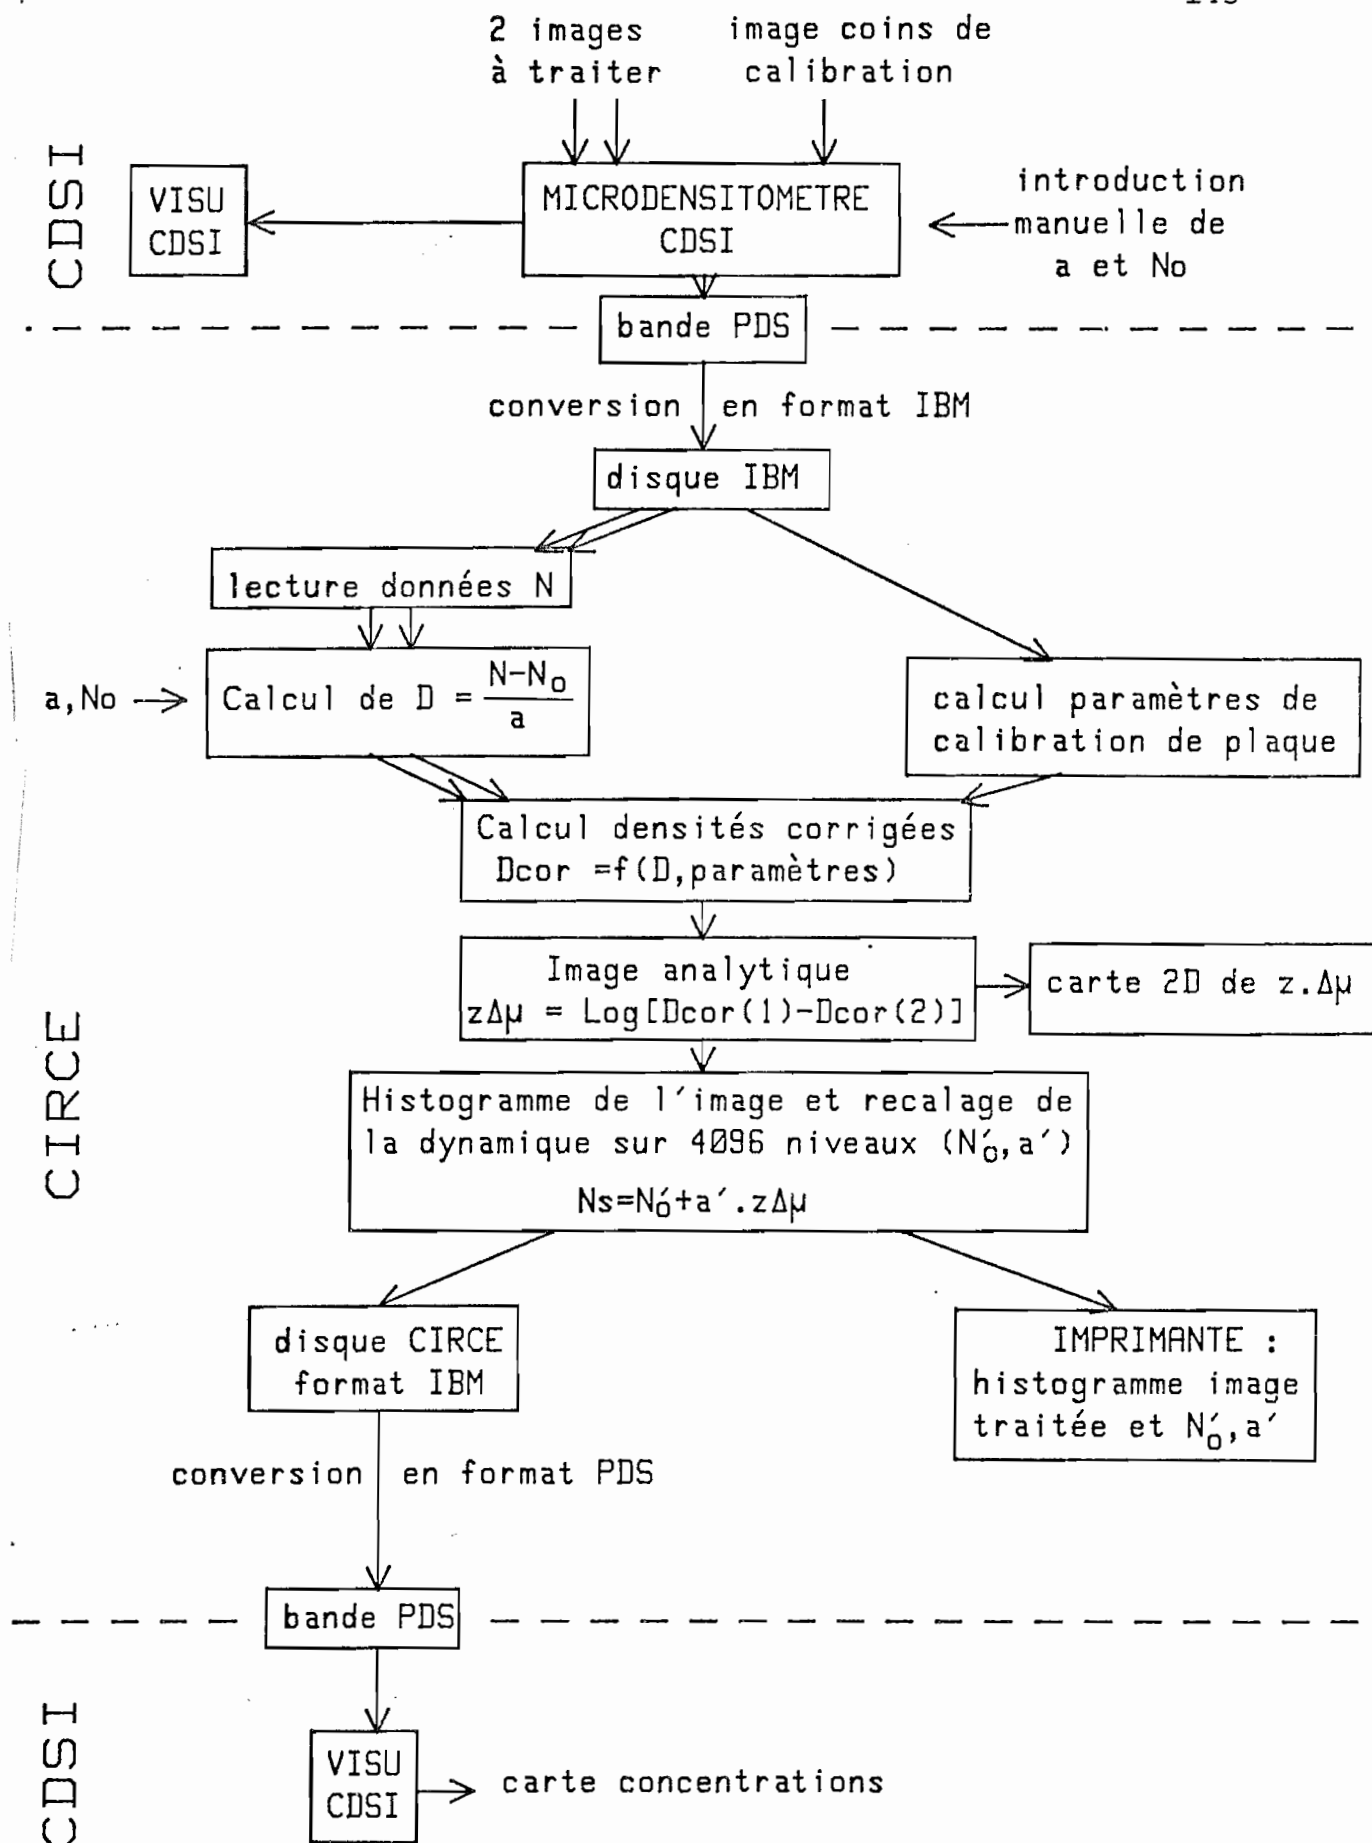 2 images
à traiter
image coins de
calibration
CDSI
VISU
CDSI
MICRODENSITOMETRE
CDSI
introduction
manuelle de
a et No
bande PDS
conversion en format IBM
disque IBM
lecture données N
a,No
Calcul de D = N-No
a
calcul paramètres de
calibration de plaque
Calcul densités corrigées
Dcor =f(D,paramètres)
Image analytique
z∆μ = Log[Dcor(1)-Dcor(2)]
carte 2D de z.∆μ
CIRCE
Histogramme de l'image et recalage de
la dynamique sur 4096 niveaux (N'o,a')
Ns=N'o+a'.z∆μ
disque CIRCE
format IBM
IMPRIMANTE :
histogramme image
traitée et N'o,a'
conversion en format PDS
bande PDS
CDSI
VISU
CDSI
carte concentrations